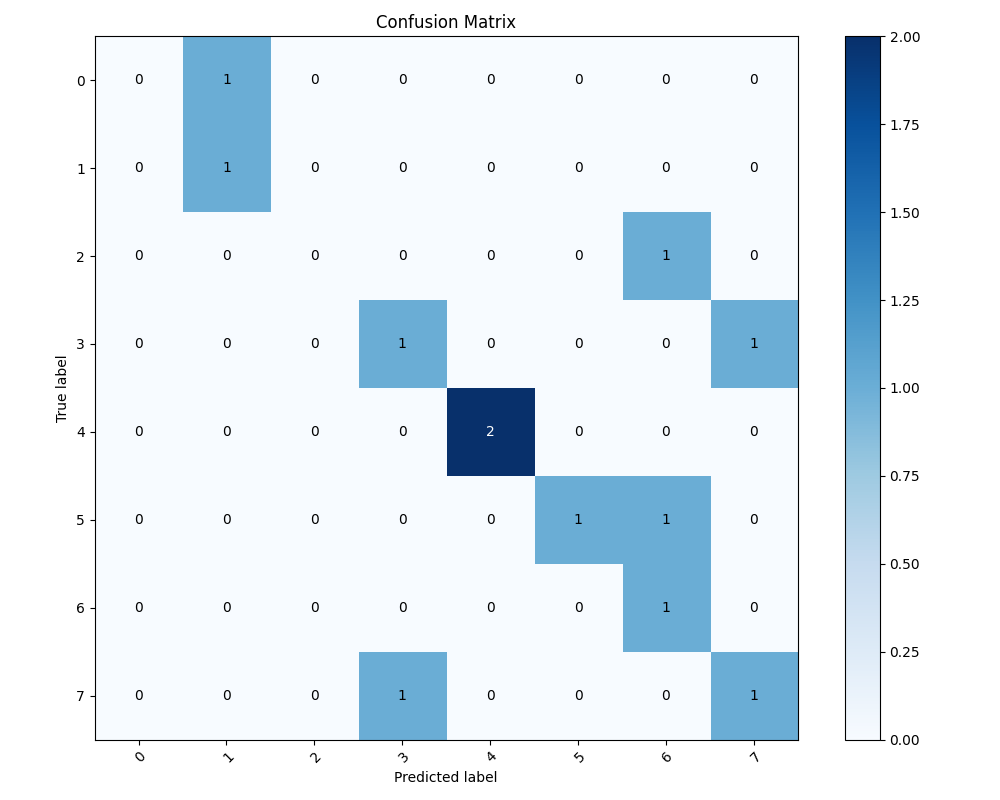 Confusion Matrix
0 0 1 0 0 0 0 0 0
1 0 1 0 0 0 0 0 0
2 0 0 0 0 0 0 1 0
3 0 0 0 1 0 0 0 1
4 0 0 0 0 2 0 0 0
5 0 0 0 0 0 1 1 0
6 0 0 0 0 0 0 1 0
7 0 0 0 1 0 0 0 1
0 1 2 3 4 5 6 7
True label
Predicted label
2.00
1.75
1.50
1.25
1.00
0.75
0.50
0.25
0.00